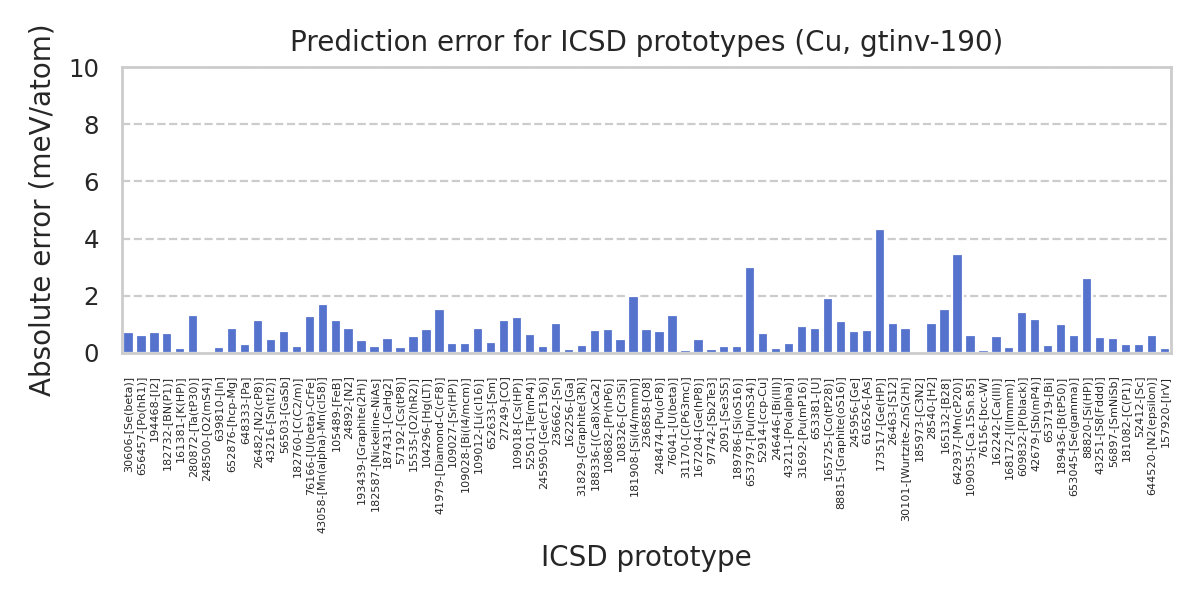 Prediction error for ICSD prototypes (Cu, gtinv-190)
Absolute error (meV/atom)
10
8
6
4
2
0
30606-[Se(beta)]
656457-[Po(hR1)]
194468-[I2]
182732-[BN(P1)]
161381-[K(HP)]
280872-[Ta(tP30)]
248500-[O2(mS4)]
639810-[In]
652876-[hcp-Mg]
648333-[Pa]
26482-[N2(cP8)]
43216-[Sn(tI2)]
56503-[GaSb]
182760-[C(C2/m)]
76166-[U(beta)-CrFe]
43058-[Mn(alpha)-Mn(cI58)]
105489-[FeB]
24892-[N2]
193439-[Graphite(2H)]
182587-[Nickeline-NiAs]
187431-[CaHg2]
57192-[Cs(tP8)]
15535-[O2(hR2)]
104296-[Hg(LT)]
41979-[Diamond-C(cF8)]
109027-[Sr(HP)]
109028-[Bi(I4/mcm)]
109012-[Li(cI16)]
652633-[Sm]
27249-[CO]
109018-[Cs(HP)]
52501-[Te(mP4)]
245950-[Ge(cF136)]
236662-[Sn]
162256-[Ga]
31829-[Graphite(3R)]
188336-[(Ca8)xCa2]
108682-[Pr(hP6)]
108326-[Cr3Si]
181908-[Si(I4/mmm)]
236858-[O8]
248474-[Pu(oF8)]
76041-[U(beta)]
31170-[C(P63mc)]
167204-[Ge(hP8)]
97742-[Sb2Te3]
2091-[Se3S5]
189786-[Si(oS16)]
653797-[Pu(mS34)]
52914-[ccp-Cu]
246446-[Bi(III)]
43211-[Po(alpha)]
31692-[Pu(mP16)]
653381-[U]
165725-[Co(tP28)]
88815-[Graphite(oS16)]
245956-[Ge]
616526-[As]
173517-[Ge(HP)]
24463-[S12]
30101-[Wurtzite-ZnS(2H)]
185973-[C3N2]
28540-[H2]
165132-[B28]
642937-[Mn(cP20)]
109035-[Ca.15Sn.85]
76156-[bcc-W]
162242-[Ca(III)]
168172-[I(Immm)]
609832-[P(black)]
42679-[Sb(mP4)]
653719-[Bi]
189436-[B(tP50)]
653045-[Se(gamma)]
88820-[Si(HP)]
43251-[S8(Fddd)]
56897-[SmNiSb]
181082-[C(P1)]
52412-[Sc]
644520-[N2(epsilon)]
157920-[IrV]
ICSD prototype